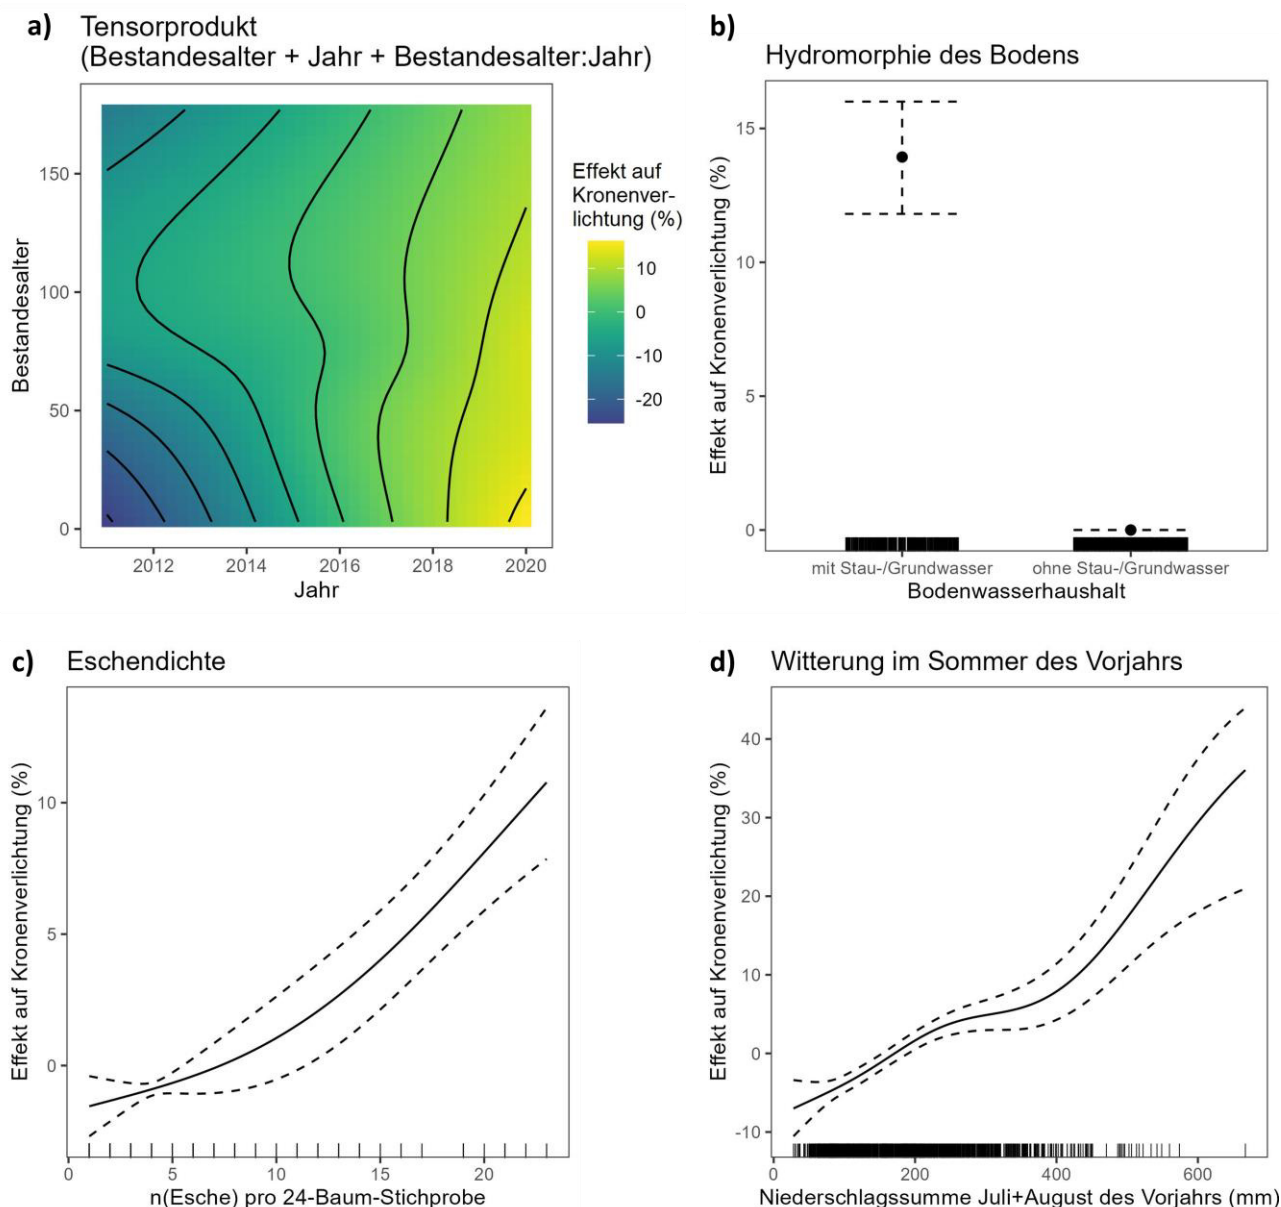 a)
Tensorprodukt
(Bestandesalter + Jahr + Bestandesalter:Jahr)
Bestandesalter
150
100
50
0
2012 2014 2016 2018 2020
Jahr
Effekt auf
Kronenver-
lichtung (%)
10
0
-10
-20
b)
Hydromorphie des Bodens
Effekt auf Kronenverlichtung (%)
15
10
5
0
mit Stau-/Grundwasser ohne Stau-/Grundwasser
Bodenwasserhaushalt
c)
Eschendichte
Effekt auf Kronenverlichtung (%)
10
5
0
0 5 10 15 20
n(Esche) pro 24-Baum-Stichprobe
d)
Witterung im Sommer des Vorjahrs
Effekt auf Kronenverlichtung (%)
40
30
20
10
0
-10
0 200 400 600
Niederschlagssumme Juli+August des Vorjahrs (mm)